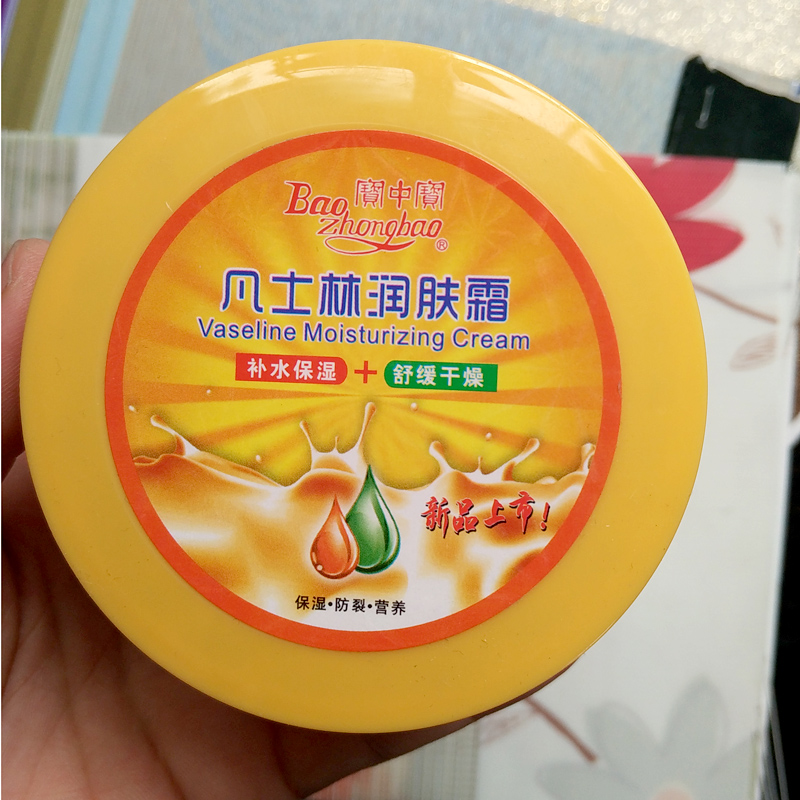 寶中寶
Bao
Zhongbao®
凡士林润肤霜
Vaseline Moisturizing Cream
补水保湿+舒缓干燥
新品上市！
保湿·防裂·营养